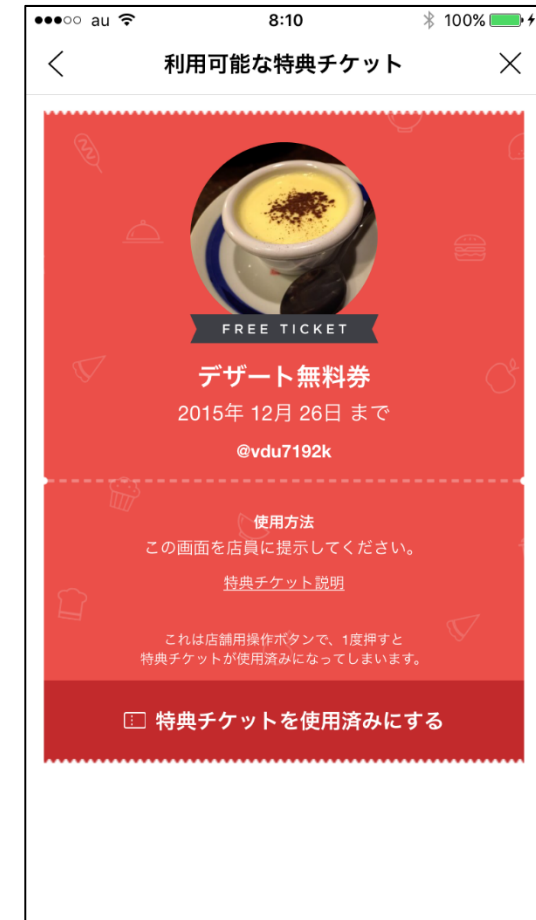 au 8:10 100%
利用可能な特典チケット
FREE TICKET
デザート無料券
2015年 12月 26日 まで
@vdu7192k
使用方法
この画面を店員に提示してください。
特典チケット説明
これは店舗用操作ボタンで、1度押すと
特典チケットが使用済みになってしまいます。
特典チケットを使用済みにする